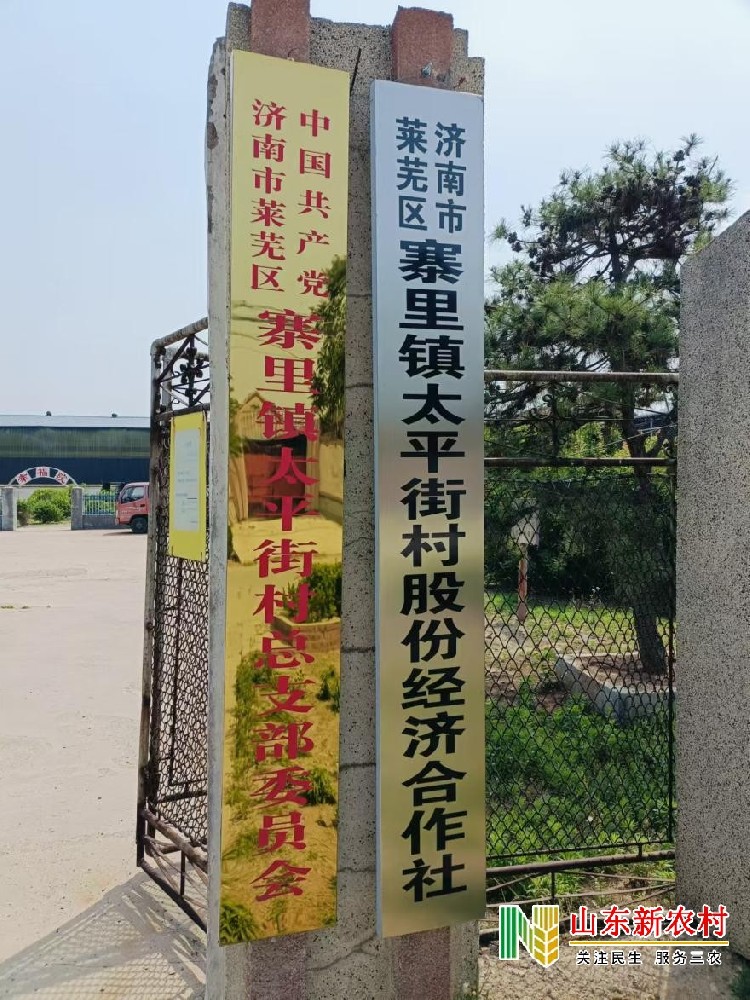 中国共产党
济南市莱芜区
寨里镇太平街村总支部委员会
济南市
莱芜区
寨里镇太平街村股份经济合作社
幸福院
山东新农村
关注民生 服务三农